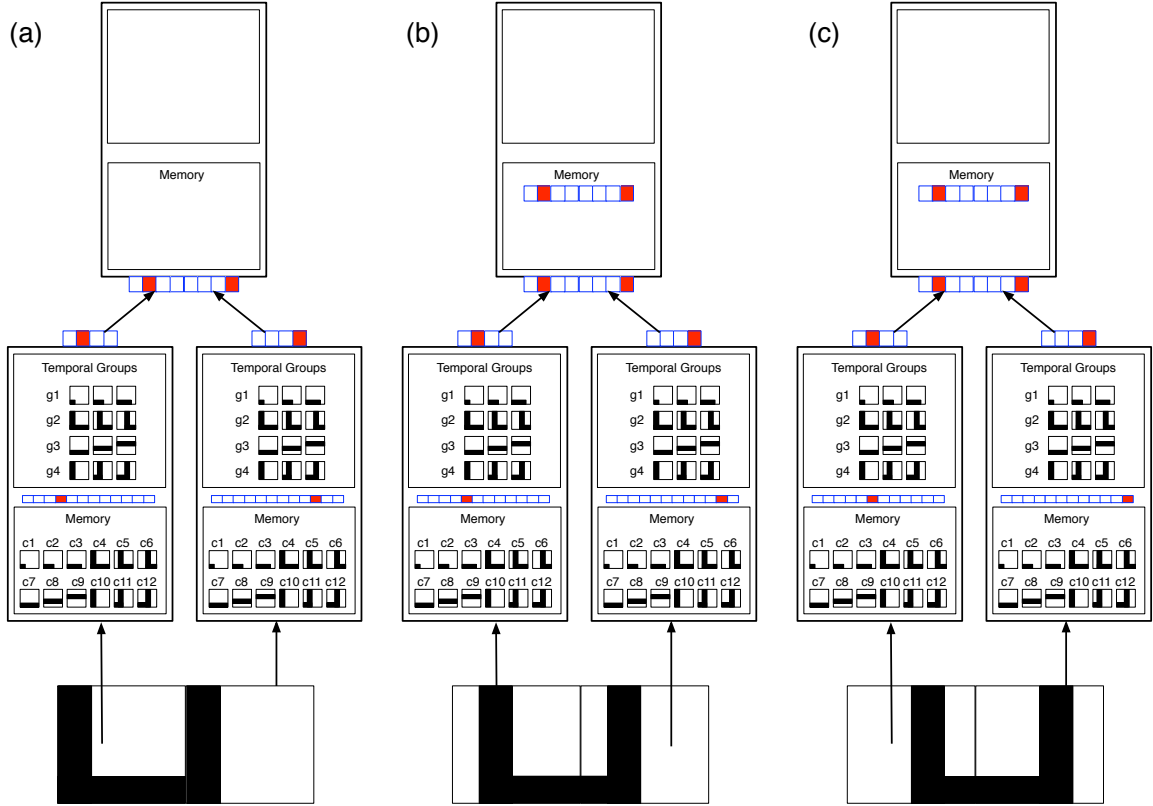 (a) (b) (c)
Memory Memory Memory
Temporal Groups Temporal Groups Temporal Groups Temporal Groups Temporal Groups Temporal Groups
g1 g1 g1 g1 g1 g1
g2 g2 g2 g2 g2 g2
g3 g3 g3 g3 g3 g3
g4 g4 g4 g4 g4 g4
Memory Memory Memory Memory Memory Memory
c1 c2 c3 c4 c5 c6 c1 c2 c3 c4 c5 c6 c1 c2 c3 c4 c5 c6 c1 c2 c3 c4 c5 c6 c1 c2 c3 c4 c5 c6 c1 c2 c3 c4 c5 c6
c7 c8 c9 c10 c11 c12 c7 c8 c9 c10 c11 c12 c7 c8 c9 c10 c11 c12 c7 c8 c9 c10 c11 c12 c7 c8 c9 c10 c11 c12 c7 c8 c9 c10 c11 c12